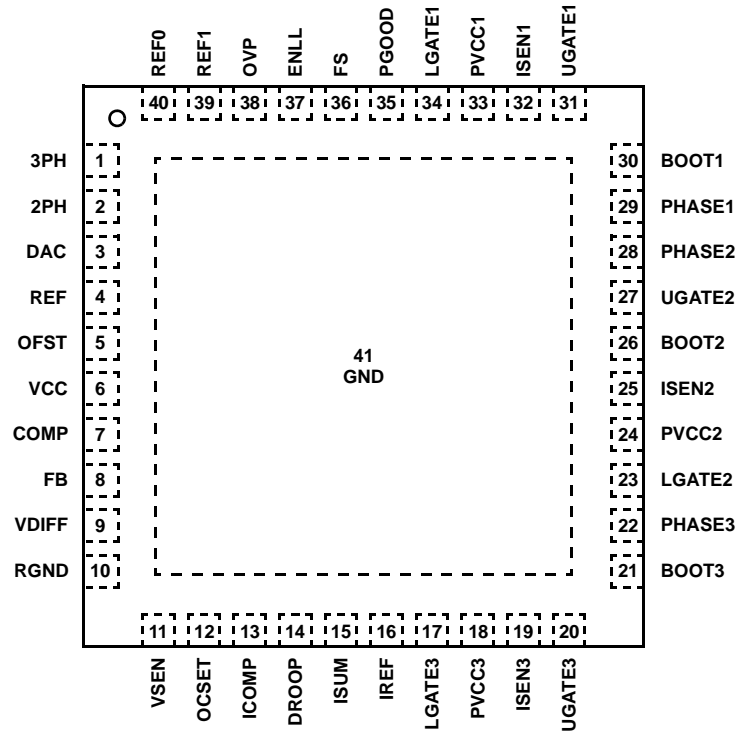 REF0
REF1
OVP
ENLL
FS
PGOOD
LGATE1
PVCC1
ISEN1
UGATE1
40 39 38 37 36 35 34 33 32 31
3PH 1
2PH 2
DAC 3
REF 4
OFST 5
VCC 6
COMP 7
FB 8
VDIFF 9
RGND 10
41
GND
30 BOOT1
29 PHASE1
28 PHASE2
27 UGATE2
26 BOOT2
25 ISEN2
24 PVCC2
23 LGATE2
22 PHASE3
21 BOOT3
11 12 13 14 15 16 17 18 19 20
VSEN
OCSET
ICOMP
DROOP
ISUM
IREF
LGATE3
PVCC3
ISEN3
UGATE3